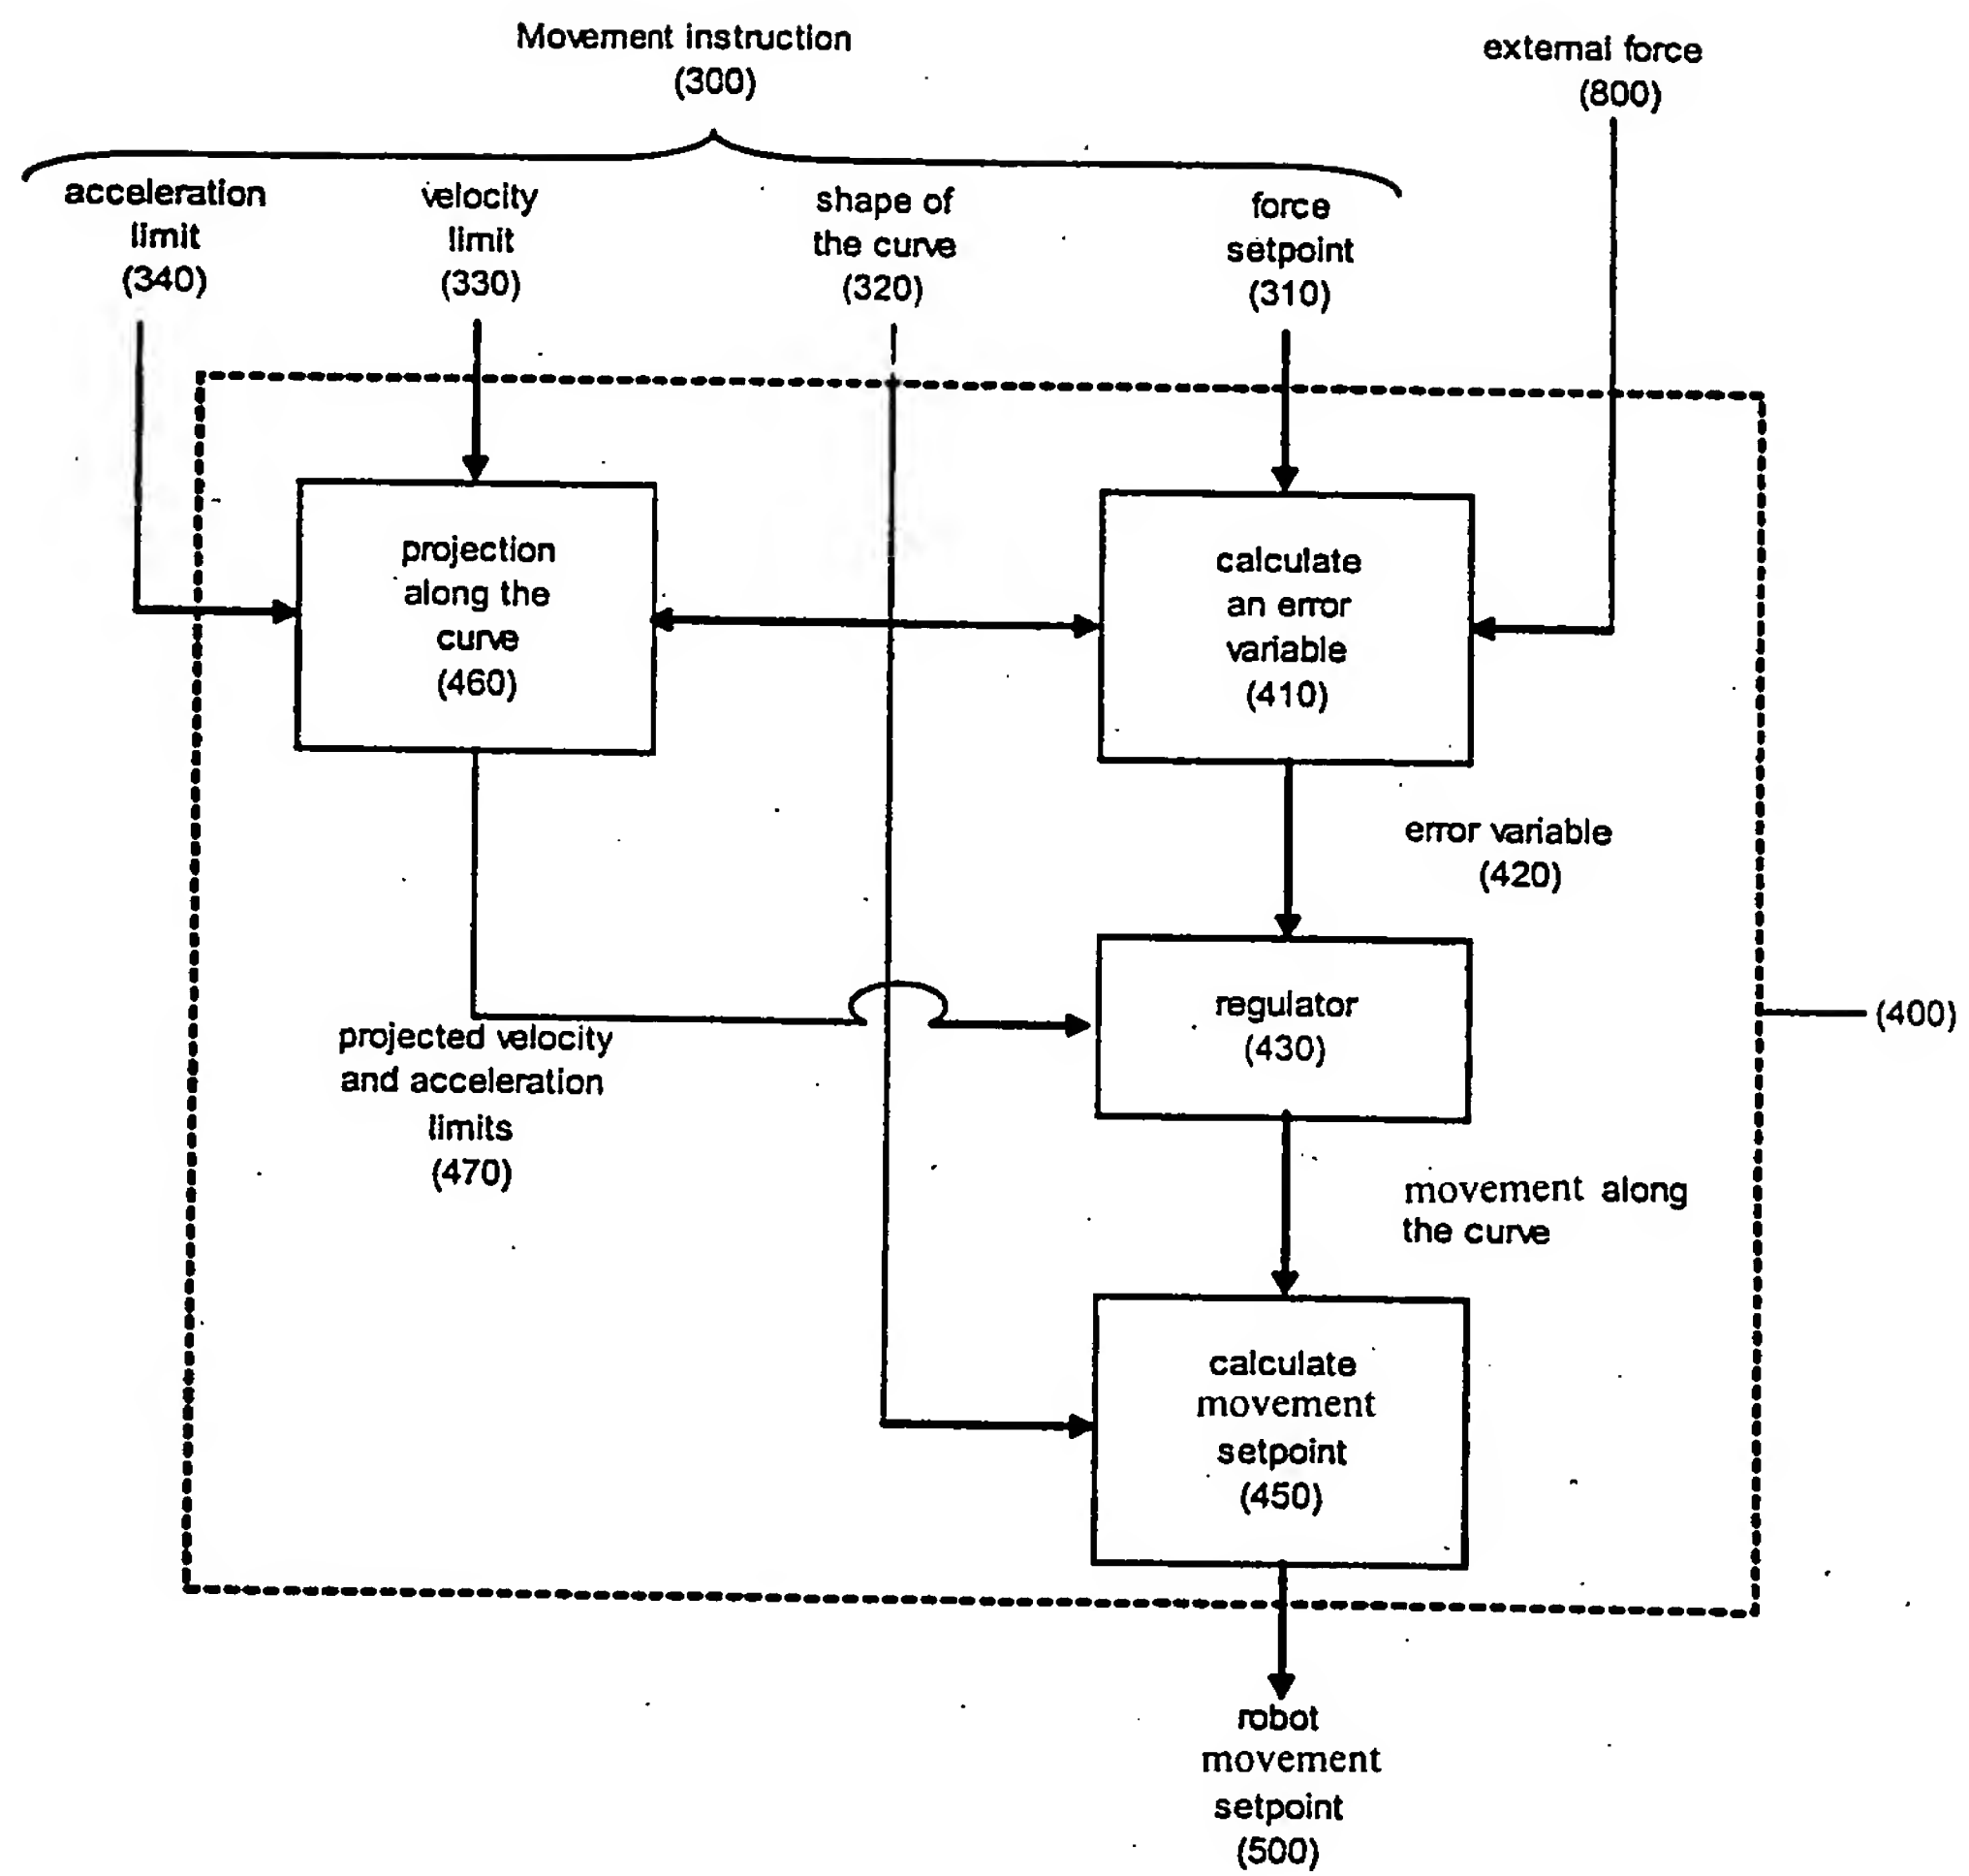 Movement instruction
(300)
external force
(800)
acceleration
limit
(340)
velocity
limit
(330)
shape of
the curve
(320)
force
setpoint
(310)
projection
along the
curve
(460)
calculate
an error
variable
(410)
error variable
(420)
regulator
(430)
(400)
projected velocity
and acceleration
limits
(470)
movement along
the curve
calculate
movement
setpoint
(450)
robot
movement
setpoint
(500)